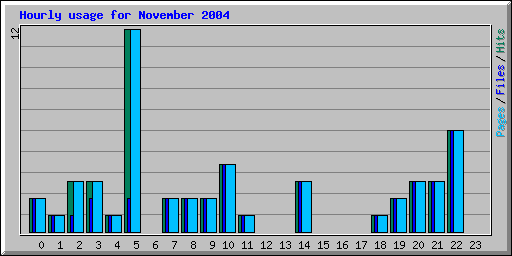 Hourly usage for November 2004
12
Pages / Files / Hits
0 1 2 3 4 5 6 7 8 9 10 11 12 13 14 15 16 17 18 19 20 21 22 23